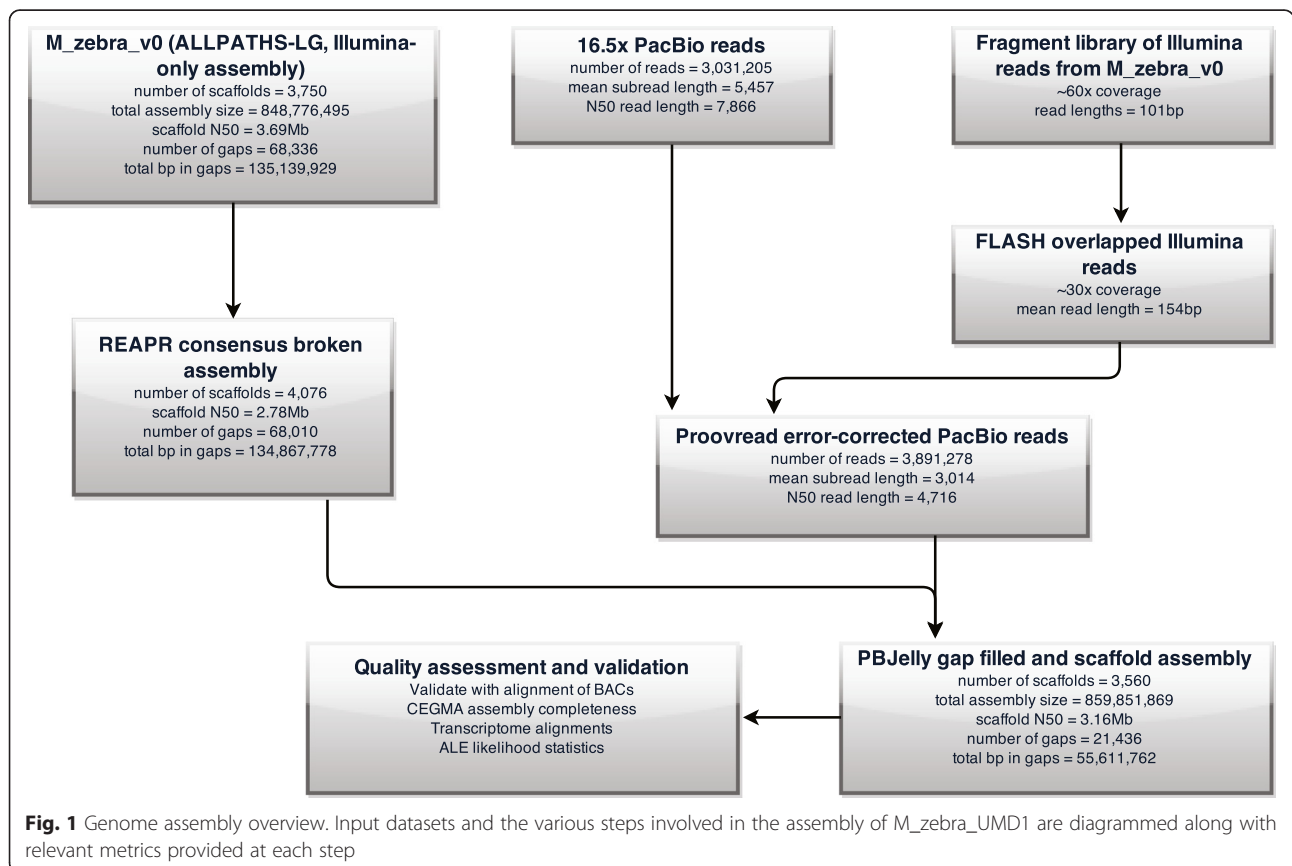 M_zebra_v0 (ALLPATHS-LG, Illumina-
only assembly)
number of scaffolds = 3,750
total assembly size = 848,776,495
scaffold N50 = 3.69Mb
number of gaps = 68,336
total bp in gaps = 135,139,929
16.5x PacBio reads
number of reads = 3,031,205
mean subread length = 5,457
N50 read length = 7,866
Fragment library of Illumina
reads from M_zebra_v0
~60x coverage
read lengths = 101bp
FLASH overlapped Illumina
reads
~30x coverage
mean read length = 154bp
REAPR consensus broken
assembly
number of scaffolds = 4,076
scaffold N50 = 2.78Mb
number of gaps = 68,010
total bp in gaps = 134,867,778
Proovread error-corrected PacBio reads
number of reads = 3,891,278
mean subread length = 3,014
N50 read length = 4,716
Quality assessment and validation
Validate with alignment of BACs
CEGMA assembly completeness
Transcriptome alignments
ALE likelihood statistics
PBJelly gap filled and scaffold assembly
number of scaffolds = 3,560
total assembly size = 859,851,869
scaffold N50 = 3.16Mb
number of gaps = 21,436
total bp in gaps = 55,611,762
Fig. 1 Genome assembly overview. Input datasets and the various steps involved in the assembly of M_zebra_UMD1 are diagrammed along with
relevant metrics provided at each step